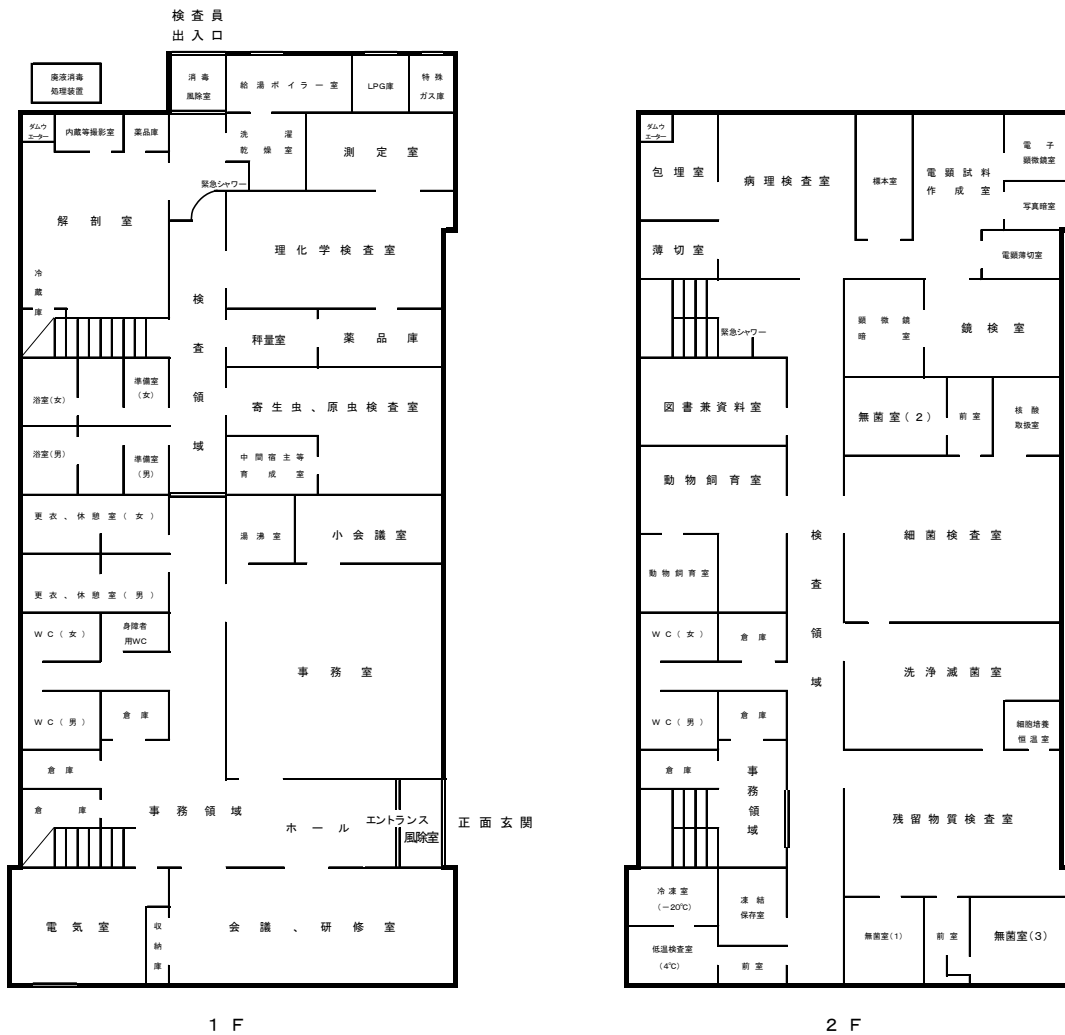 検査員
出入口
廃液消毒
処理装置
消毒
風除室
給湯ボイラー室
LPG庫
特殊
ガス庫
ダムウ
エーター
内蔵等撮影室
薬品庫
洗濯
乾燥室
測定室
緊急シャワー
解剖室
理化学検査室
冷
蔵
庫
検
査
領
域
秤量室
薬品庫
浴室(女)
準備室
(女)
寄生虫、原虫検査室
浴室(男)
準備室
(男)
中間宿主等
育成室
更衣、休憩室(女)
湯沸室
小会議室
更衣、休憩室(男)
WC(女)
身障者
用WC
事務室
WC(男)
倉庫
倉庫
倉庫
事務領域
ホール
エントランス
風除室
正面玄関
電気室
収
納
庫
会議、研修室
1F
ダムウ
エーター
包埋室
病理検査室
標本室
電顕試料
作成室
電子
顕微鏡室
写真暗室
薄切室
電顕薄切室
緊急シャワー
顕微鏡
暗室
鏡検室
図書兼資料室
無菌室(2)
前室
核酸
取扱室
動物飼育室
細菌検査室
動物飼育室
検
査
領
域
WC(女)
倉庫
洗浄滅菌室
WC(男)
倉庫
細胞培養
恒温室
倉庫
事
務
領
域
残留物質検査室
冷凍室
(-20℃)
凍結
保存室
低温検査室
(4℃)
前室
無菌室(1)
前室
無菌室(3)
2F